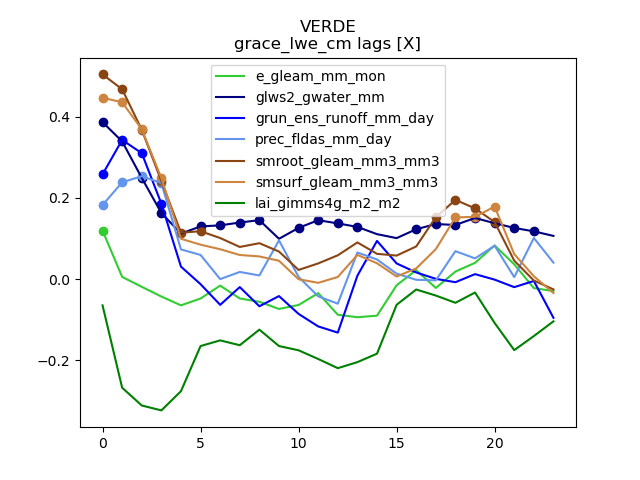 VERDE
grace_lwe_cm lags [X]
e_gleam_mm_mon
glws2_gwater_mm
grun_ens_runoff_mm_day
prec_fldas_mm_day
smroot_gleam_mm3_mm3
smsurf_gleam_mm3_mm3
lai_gimms4g_m2_m2
0.4
0.2
0.0
−0.2
0 5 10 15 20